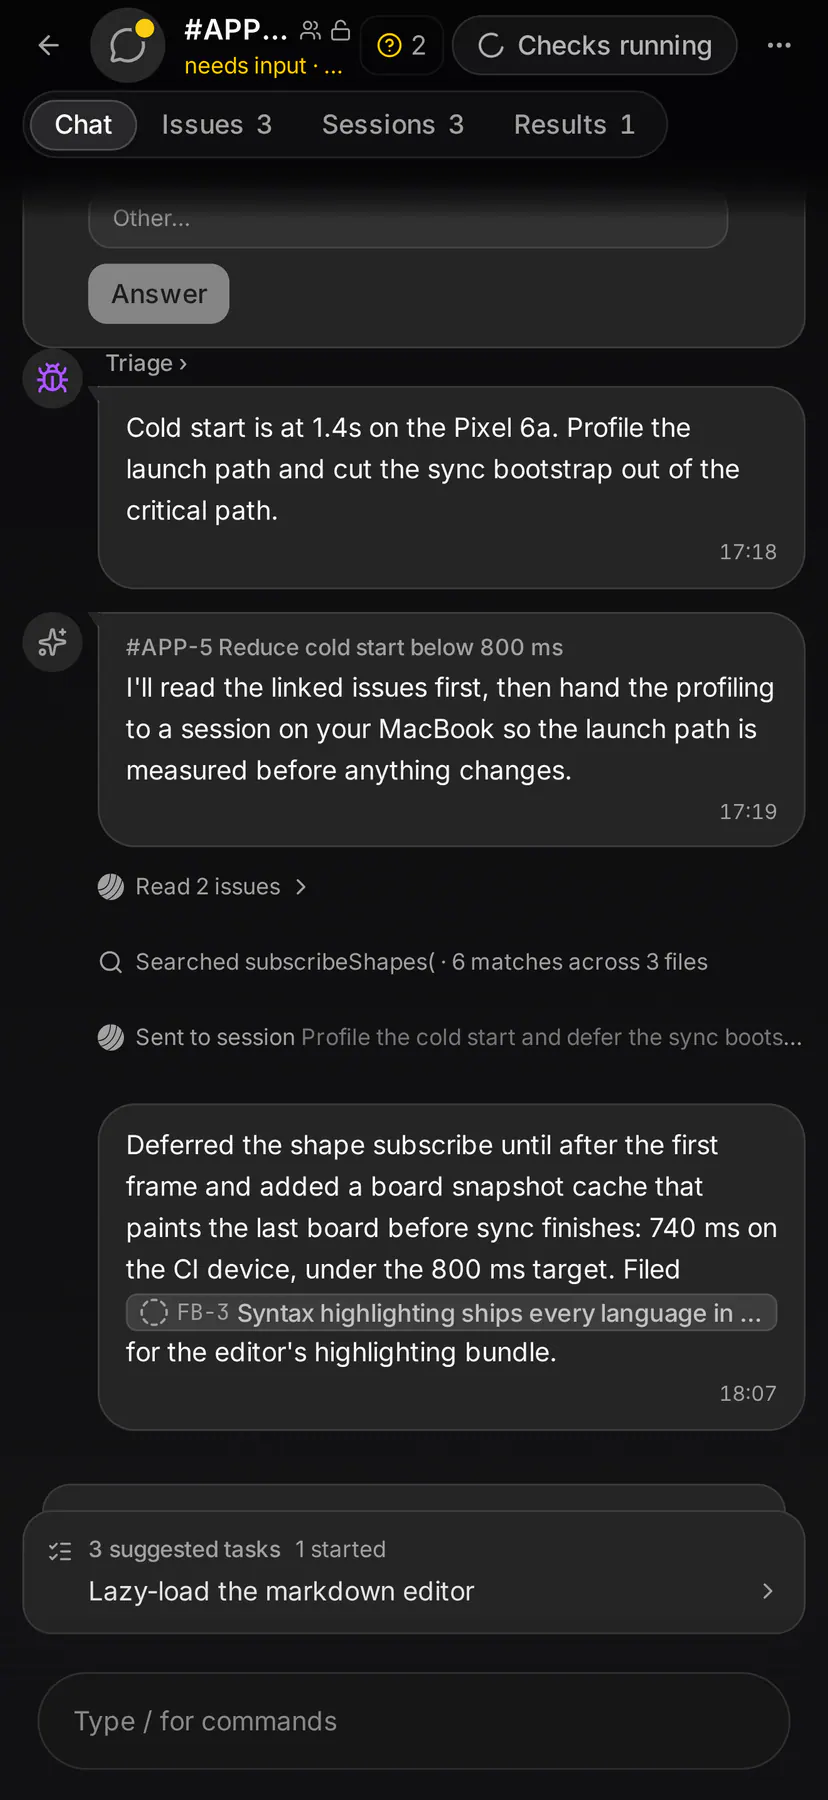 #APP...
needs input · ...
2
Checks running
Chat
Issues 3
Sessions 3
Results 1
Other...
Answer
Triage ›
Cold start is at 1.4s on the Pixel 6a. Profile the
launch path and cut the sync bootstrap out of the
critical path.
17:18
#APP-5 Reduce cold start below 800 ms
I'll read the linked issues first, then hand the profiling
to a session on your MacBook so the launch path is
measured before anything changes.
17:19
Read 2 issues
Searched subscribeShapes( · 6 matches across 3 files
Sent to session Profile the cold start and defer the sync boots...
Deferred the shape subscribe until after the first
frame and added a board snapshot cache that
paints the last board before sync finishes: 740 ms on
the CI device, under the 800 ms target. Filed
FB-3 Syntax highlighting ships every language in ...
for the editor's highlighting bundle.
18:07
3 suggested tasks 1 started
Lazy-load the markdown editor
Type / for commands